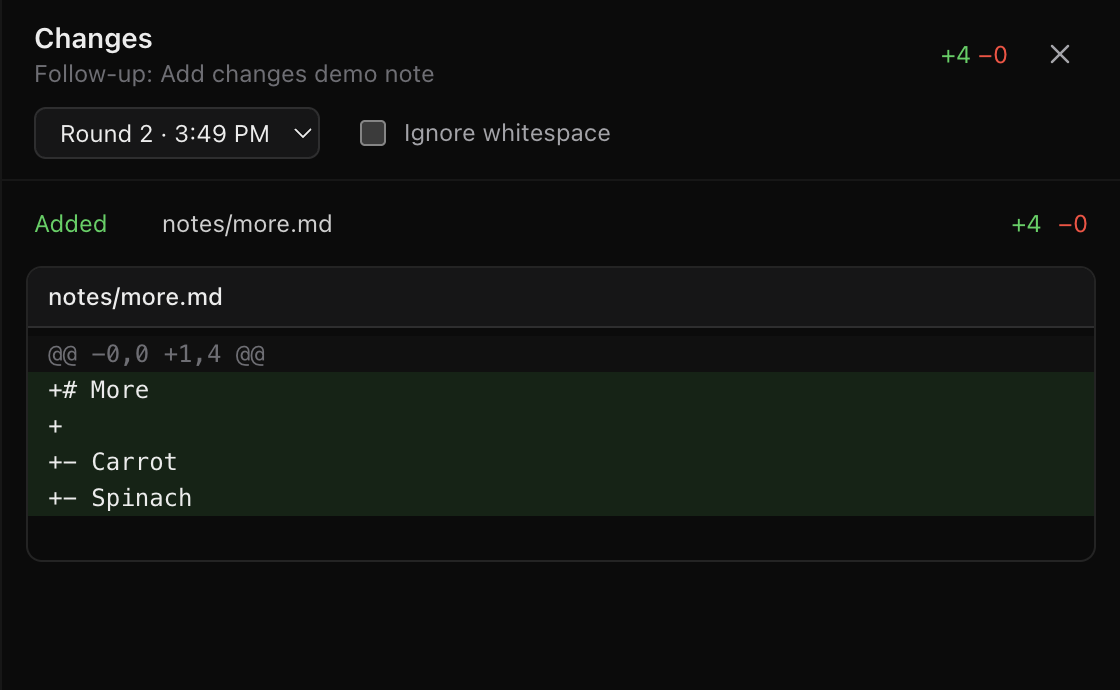 Changes
Follow-up: Add changes demo note
+4 −0
Round 2 · 3:49 PM
Ignore whitespace
Added notes/more.md +4 −0
notes/more.md
@@ −0,0 +1,4 @@
+# More
+
+− Carrot
+− Spinach